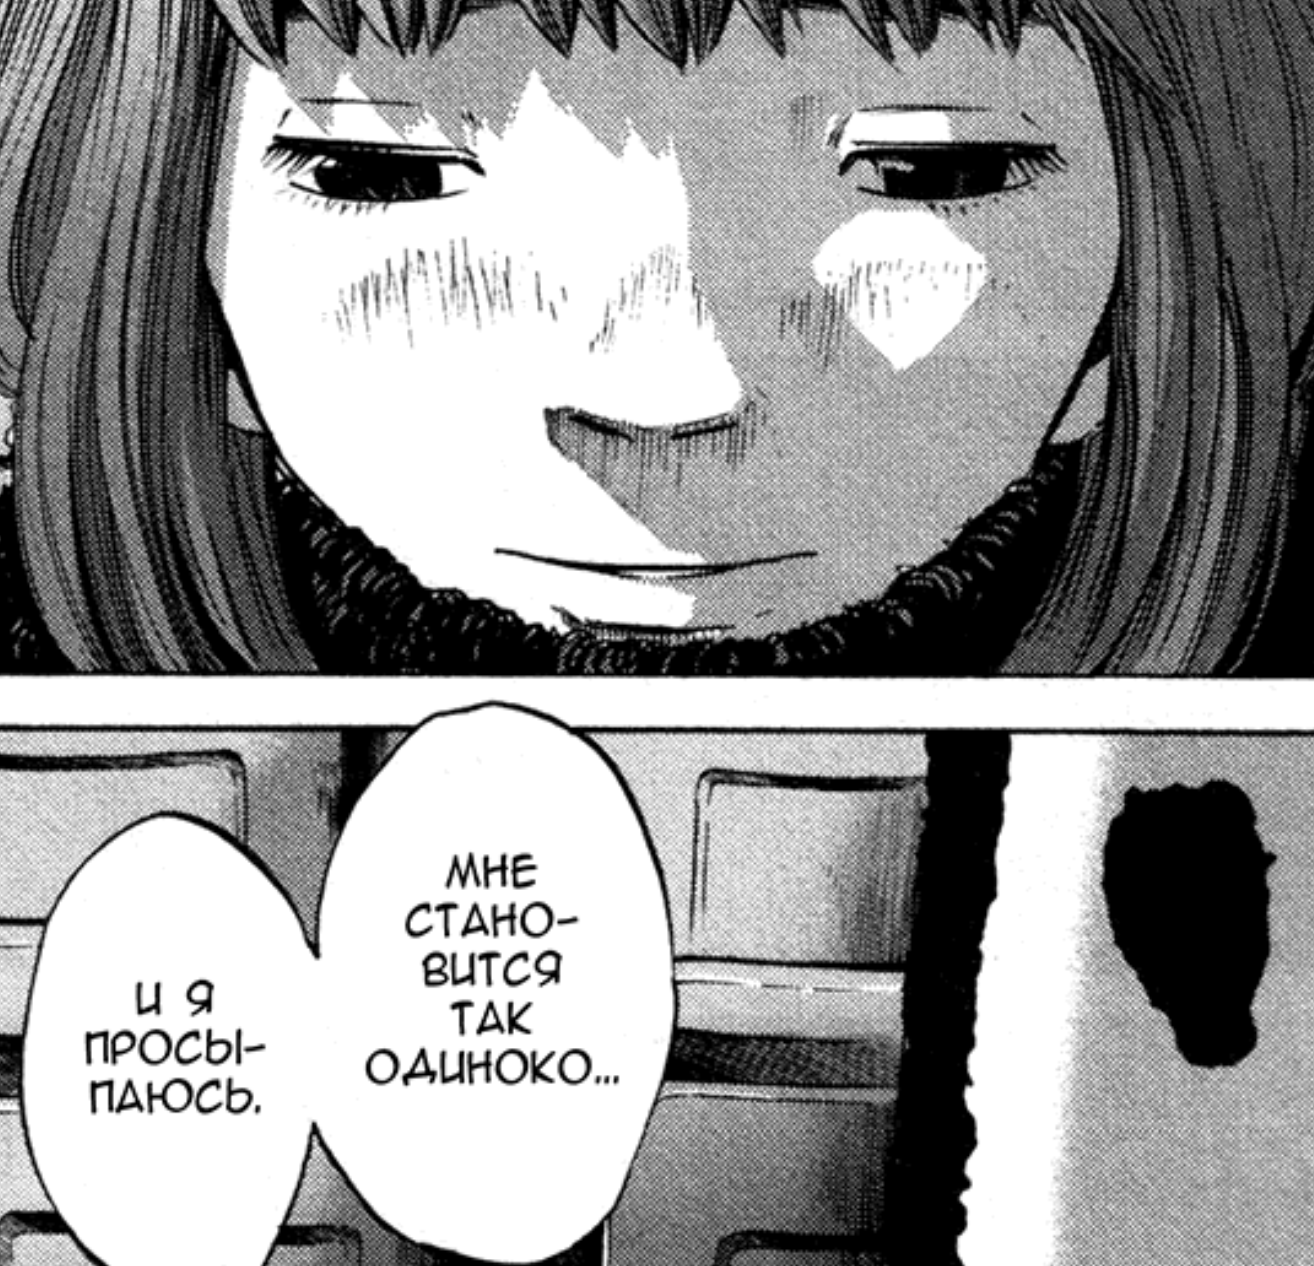 МНЕ
СТАНО-
ВИТСЯ
ТАК
ОДИНОКО...
И Я
ПРОСЫ-
ПАЮСЬ.